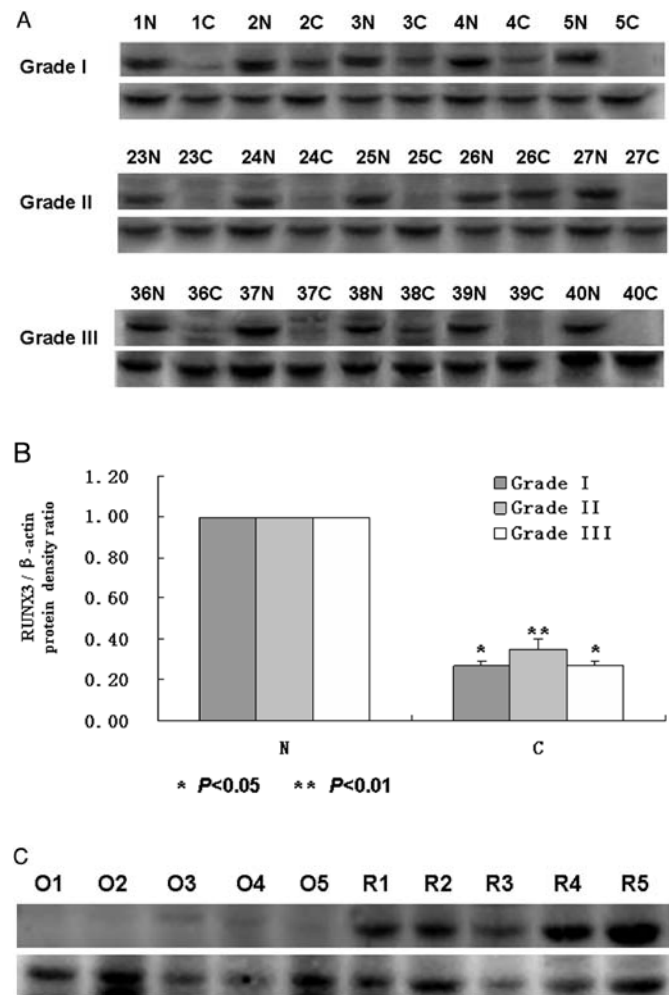 A
1N 1C 2N 2C 3N 3C 4N 4C 5N 5C
Grade I
23N 23C 24N 24C 25N 25C 26N 26C 27N 27C
Grade II
36N 36C 37N 37C 38N 38C 39N 39C 40N 40C
Grade III
B
RUNX3 / β-actin
protein density ratio
1.20
1.00
0.80
0.60
0.40
0.20
0.00
Grade I
Grade II
Grade III
* ** *
N C
* P<0.05 ** P<0.01
C
O1 O2 O3 O4 O5 R1 R2 R3 R4 R5